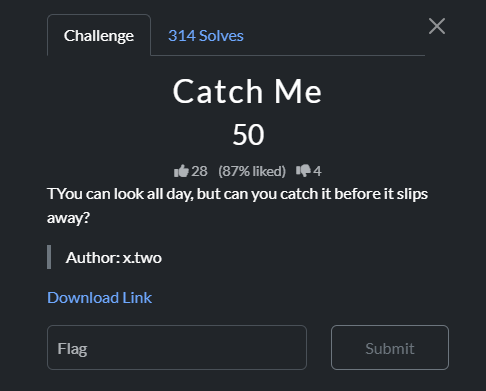 Challenge
314 Solves
Catch Me
50
28 (87% liked) 4
TYou can look all day, but can you catch it before it slips
away?
Author: x.two
Download Link
Flag
Submit